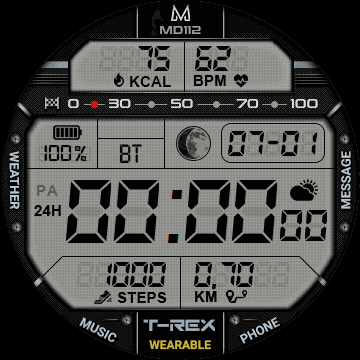 MD112
75 62
KCAL BPM
0 30 50 70 100
100% BT 07-01
WEATHER
MESSAGE
PA
24H 00:00 00
1000 0.70
STEPS KM
MUSIC T-REX PHONE
WEARABLE